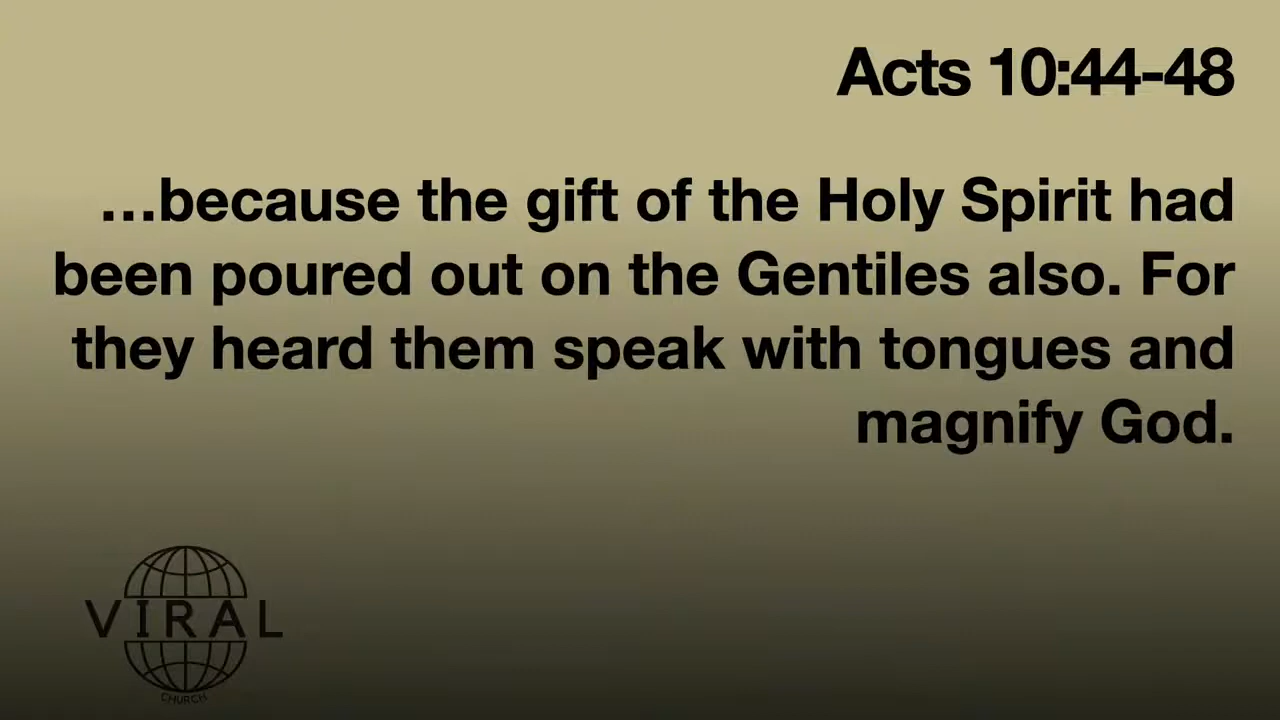 Acts 10:44-48
…because the gift of the Holy Spirit had
been poured out on the Gentiles also. For
they heard them speak with tongues and
magnify God.
VIRAL
CHURCH